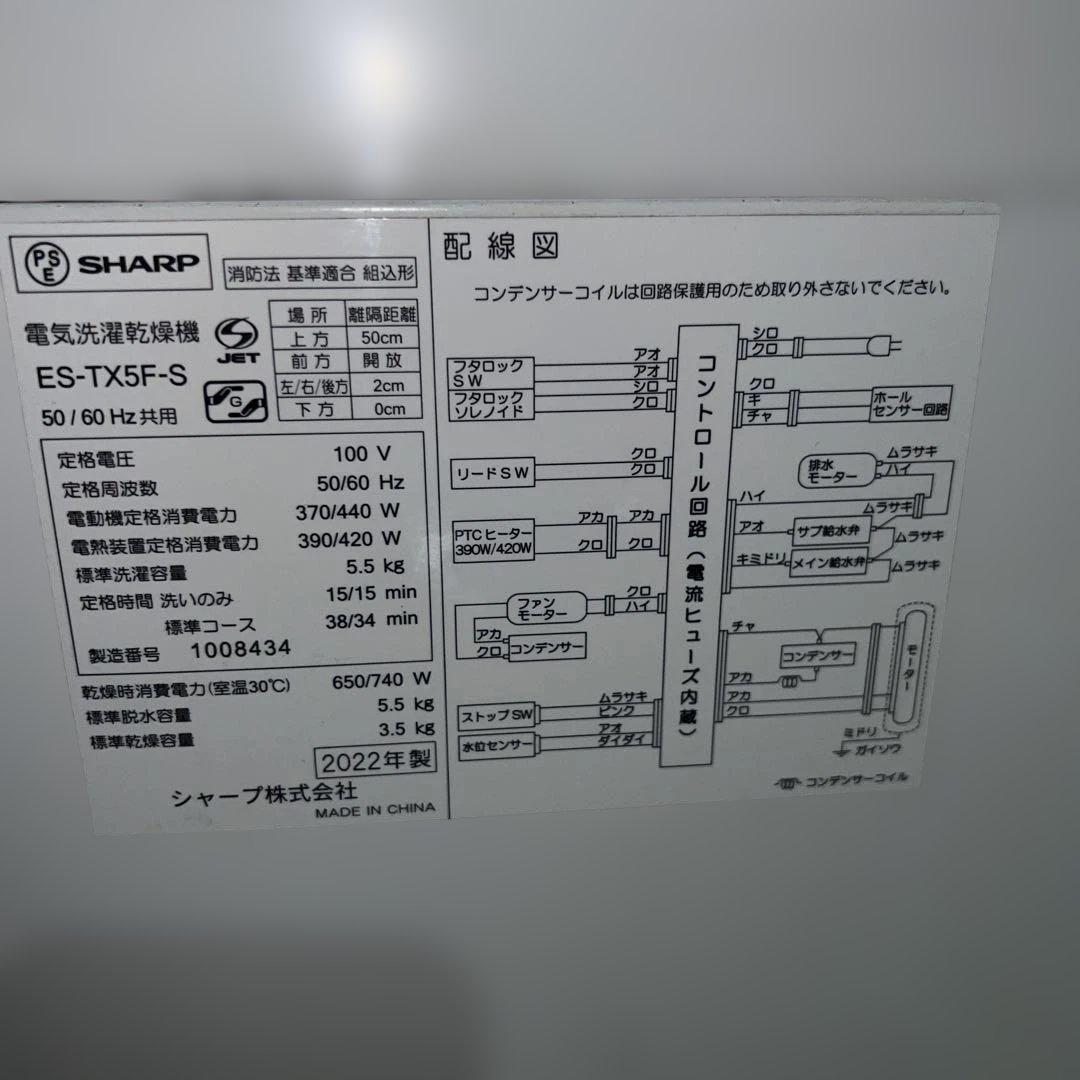 PSE SHARP
消防法 基準適合 組込形
電気洗濯乾燥機
ES-TX5F-S
50/60 Hz共用
S
JET
G
場所 離隔距離
上方 50cm
前方 開放
左/右/後方 2cm
下方 0cm
定格電圧 100 V
定格周波数 50/60 Hz
電動機定格消費電力 370/440 W
電熱装置定格消費電力 390/420 W
標準洗濯容量 5.5 kg
定格時間 洗いのみ 15/15 min
標準コース 38/34 min
製造番号 1008434
乾燥時消費電力(室温30℃) 650/740 W
標準脱水容量 5.5 kg
標準乾燥容量 3.5 kg
2022年製
シャープ株式会社
MADE IN CHINA
配線図
コンデンサーコイルは回路保護用のため取り外さないでください。
フタロック
SW
アオ
アオ
フタロック
ソレノイド
シロ
クロ
リードSW
クロ
クロ
PTCヒーター
390W/420W
アカ
クロ
アカ
クロ
ファン
モーター
クロ
ハイ
アカ
クロ
コンデンサー
ストップSW
ムラサキ
ピンク
水位センサー
アオ
ダイダイ
コントロール回路(電流ヒューズ内蔵)
シロ
クロ
クロ
キ
チャ
ホール
センサー回路
排水
モーター
ムラサキ
ハイ
ハイ
ムラサキ
アオ
サブ給水弁
ムラサキ
キミドリ
メイン給水弁
ムラサキ
チャ
コンデンサー
アカ
アカ
クロ
モーター
ミドリ
ガイソウ
コンデンサーコイル